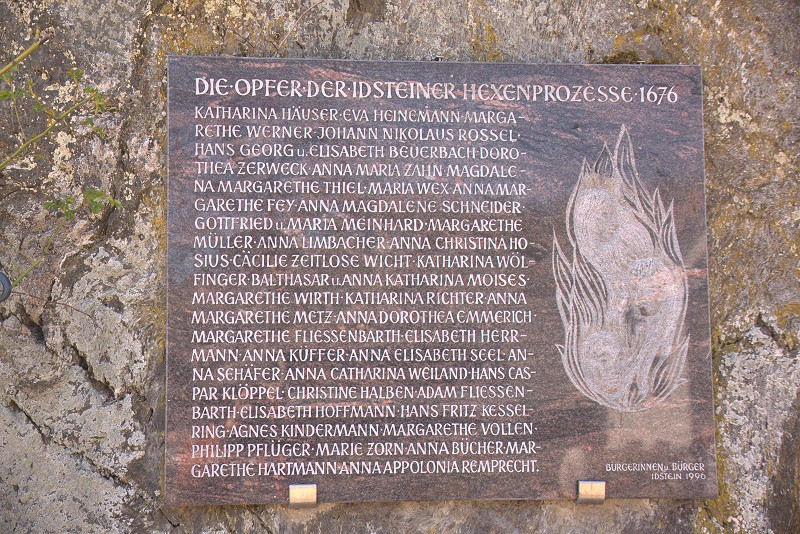 DIE·OPFER·DER·IDSTEINER·HEXENPROZESSE·1676
KATHARINA HÄUSER·EVA HEINEMANN·MARGA-
RETHE WERNER·JOHANN NIKOLAUS ROSSEL·
HANS GEORG u. ELISABETH BEUERBACH·DORO-
THEA ZERWECK·ANNA MARIA ZAHN MAGDALE-
NA MARGARETHE THIEL·MARIA WEX·ANNA MAR-
GARETHE FEY·ANNA MAGDALENE SCHNEIDER·
GOTTFRIED u. MARIA MEINHARD·MARGARETHE
MÜLLER·ANNA LIMBACHER·ANNA CHRISTINA HO-
SIUS·CÄCILIE ZEITLOSE WICHT·KATHARINA WÖL-
FINGER·BALTHASAR u. ANNA KATHARINA MOISES·
MARGARETHE WIRTH·KATHARINA RICHTER·ANNA
MARGARETHE METZ·ANNA DOROTHEA EMMERICH·
MARGARETHE FLIESSENBARTH·ELISABETH HERR-
MANN·ANNA KÜFFER·ANNA ELISABETH SEEL·AN-
NA SCHÄFER·ANNA CATHARINA WEILAND·HANS CAS-
PAR KLÖPPEL·CHRISTINE HALBEN·ADAM FLIESSEN-
BARTH·ELISABETH HOFFMANN·HANS FRITZ KESSEL-
RING·AGNES KINDERMANN·MARGARETHE VOLLEN·
PHILIPP PFLÜGER·MARIE ZORN·ANNA BÜCHER·MAR-
GARETHE HARTMANN·ANNA APPOLONIA REMPRECHT.
BÜRGERINNEN u. BÜRGER
IDSTEIN 1996